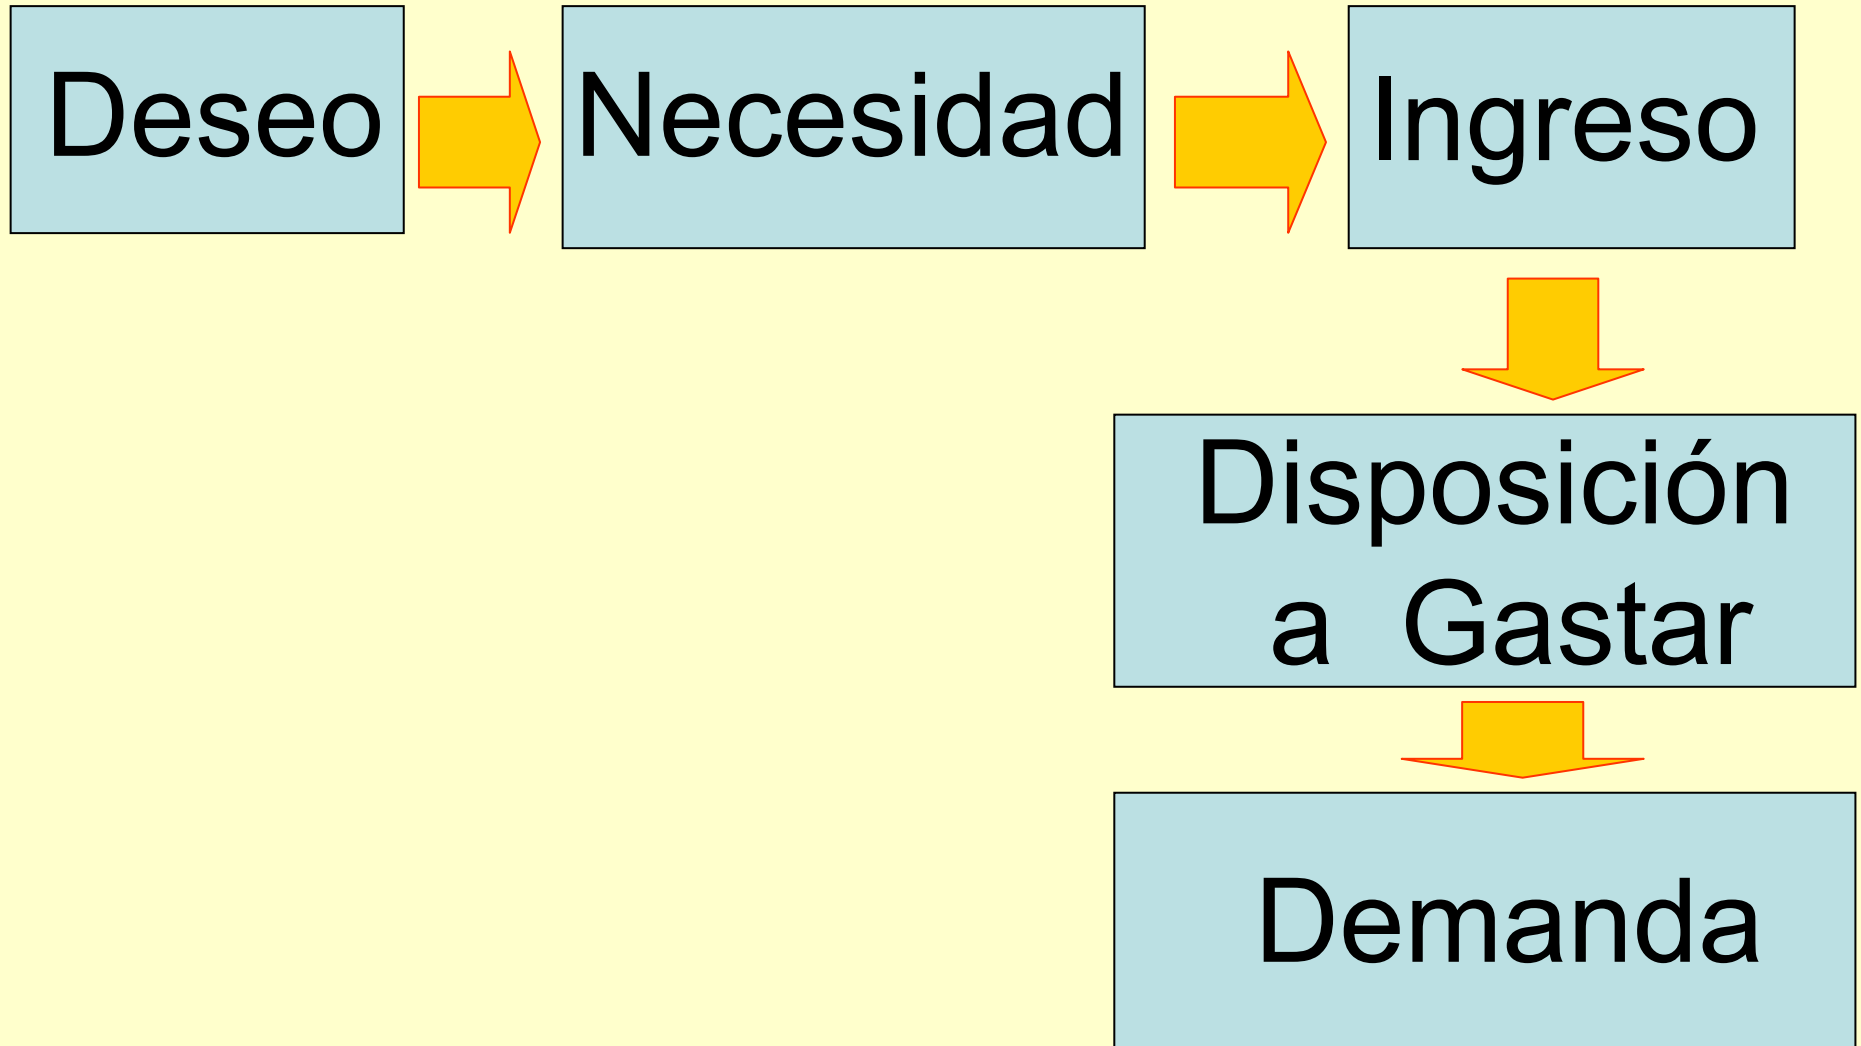 Deseo
Necesidad
Ingreso
Disposición
a Gastar
Demanda